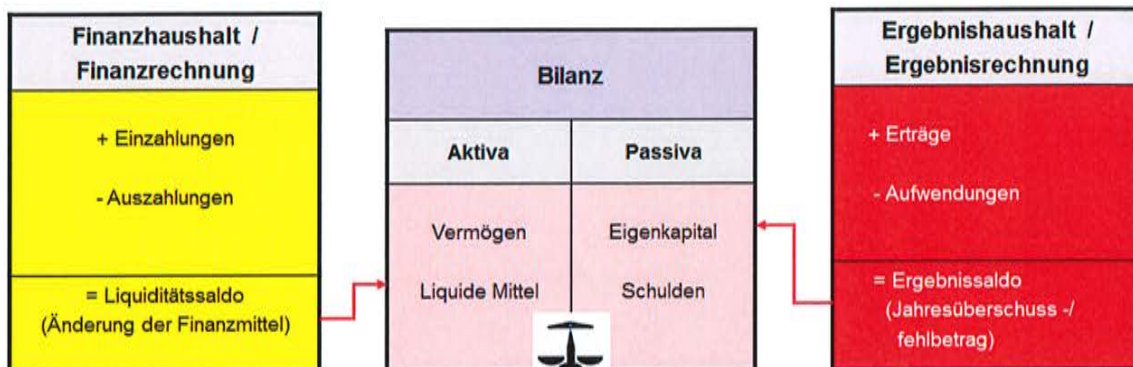 Finanzhaushalt /
Finanzrechnung
+ Einzahlungen
- Auszahlungen
= Liquiditätssaldo
(Änderung der Finanzmittel)
Bilanz
Aktiva
Passiva
Vermögen
Eigenkapital
Liquide Mittel
Schulden
Ergebnishaushalt /
Ergebnisrechnung
+ Erträge
- Aufwendungen
= Ergebnissaldo
(Jahresüberschuss -/
fehlbetrag)